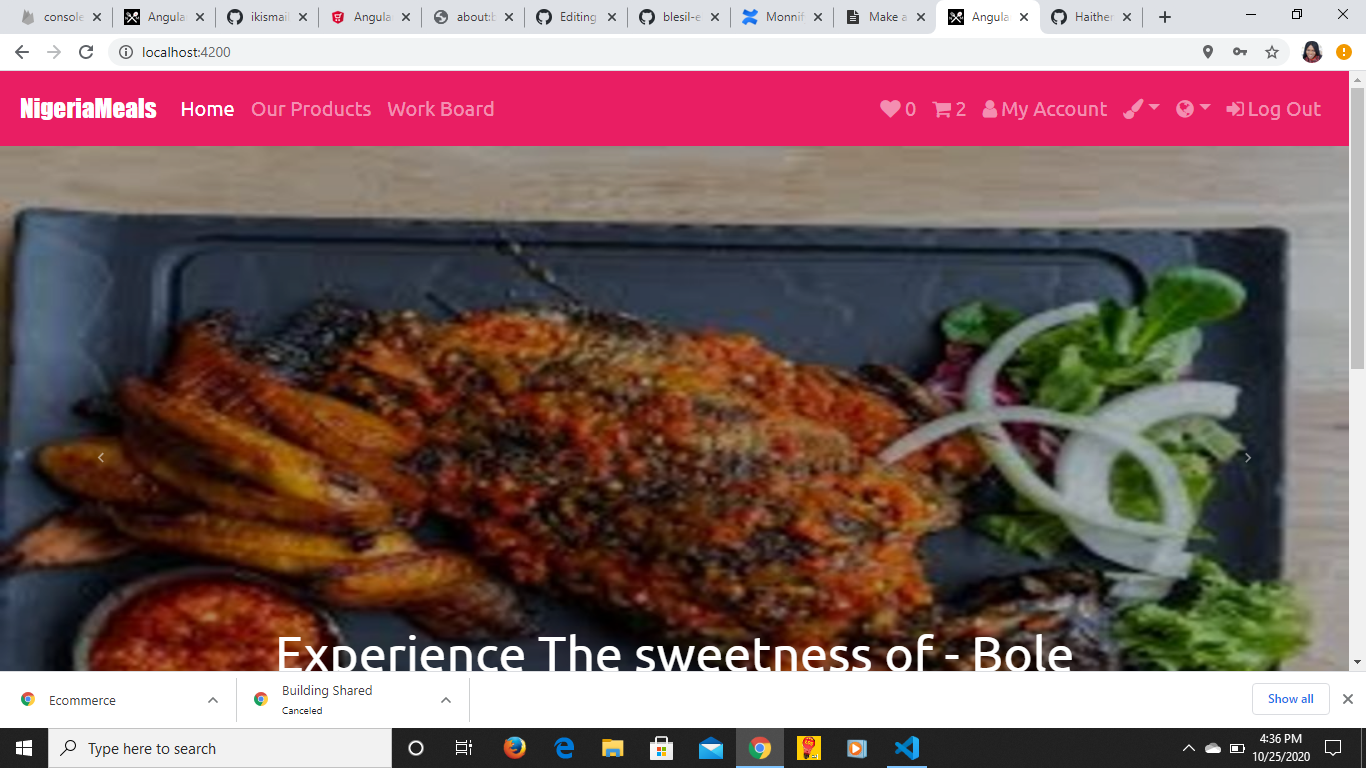 console
Angula
ikismail
Angula
about:b
Editing
blesil-e
Monnif
Make a
Angula
Haither
localhost:4200
NigeriaMeals Home Our Products Work Board 0 2 My Account Log Out
Experience The sweetness of - Bole
Ecommerce
Building Shared
Canceled
Show all
Type here to search
4:36 PM
10/25/2020